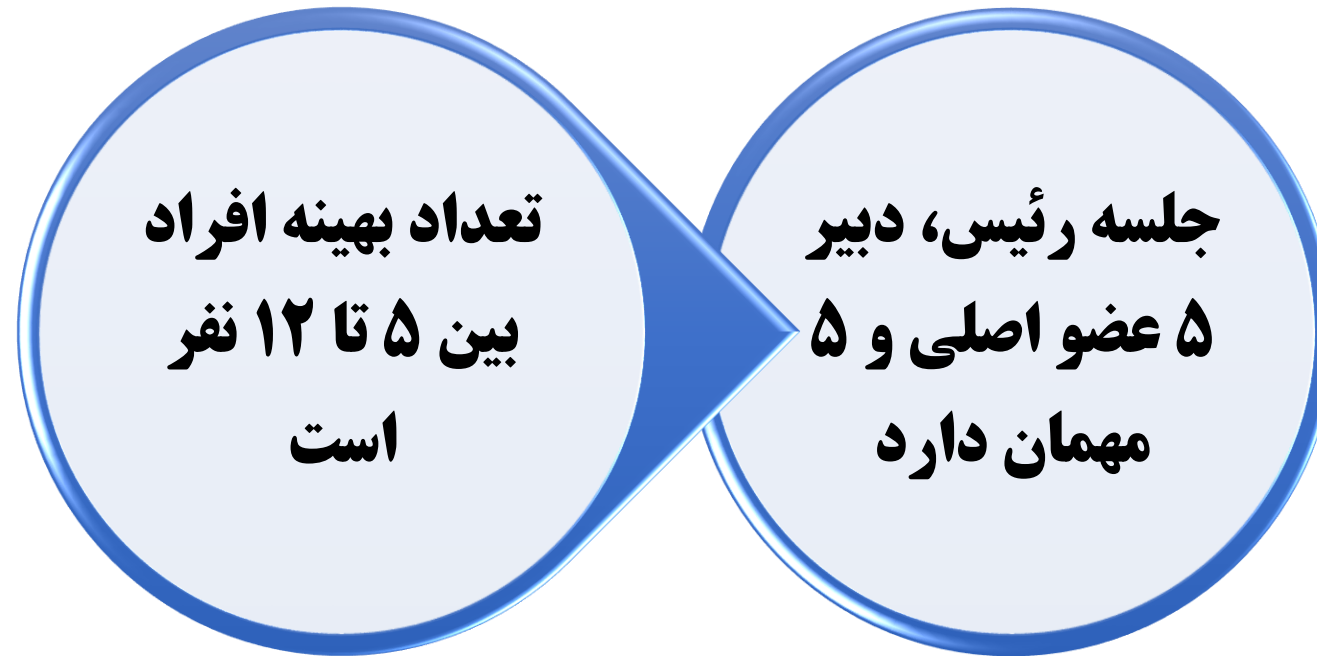 جلسه رئیس، دبیر
۵ عضو اصلی و ۵
مهمان دارد
تعداد بهینه افراد
بین ۵ تا ۱۲ نفر
است